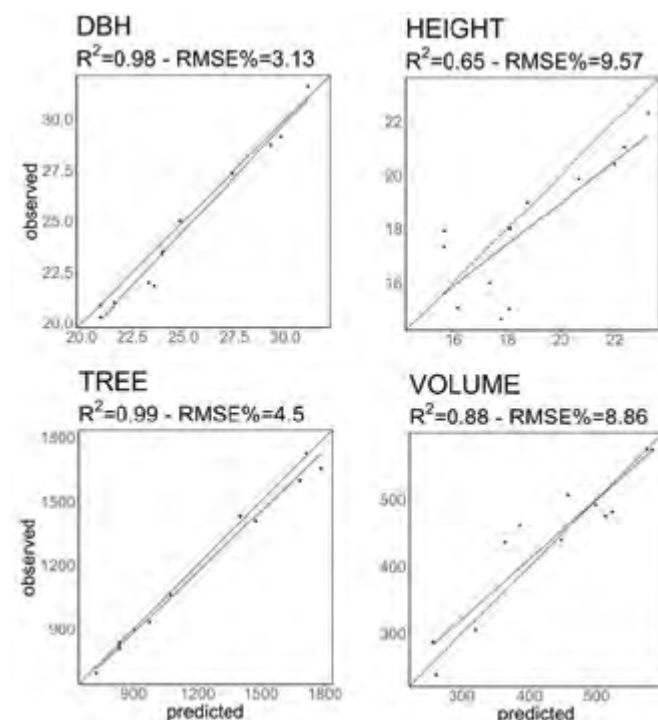 DBH
R²=0.98 - RMSE%=3.13
observed
30.0
27.5
25.0
22.5
20.0
20.0 22.5 25.0 27.5 30.0
HEIGHT
R²=0.65 - RMSE%=9.57
22
20
18
16
16 18 20 22
TREE
R²=0.99 - RMSE%=4.5
observed
1800
1500
1200
900
900 1200 1500 1800
predicted
VOLUME
R²=0.88 - RMSE%=8.86
500
400
300
300 400 500
predicted